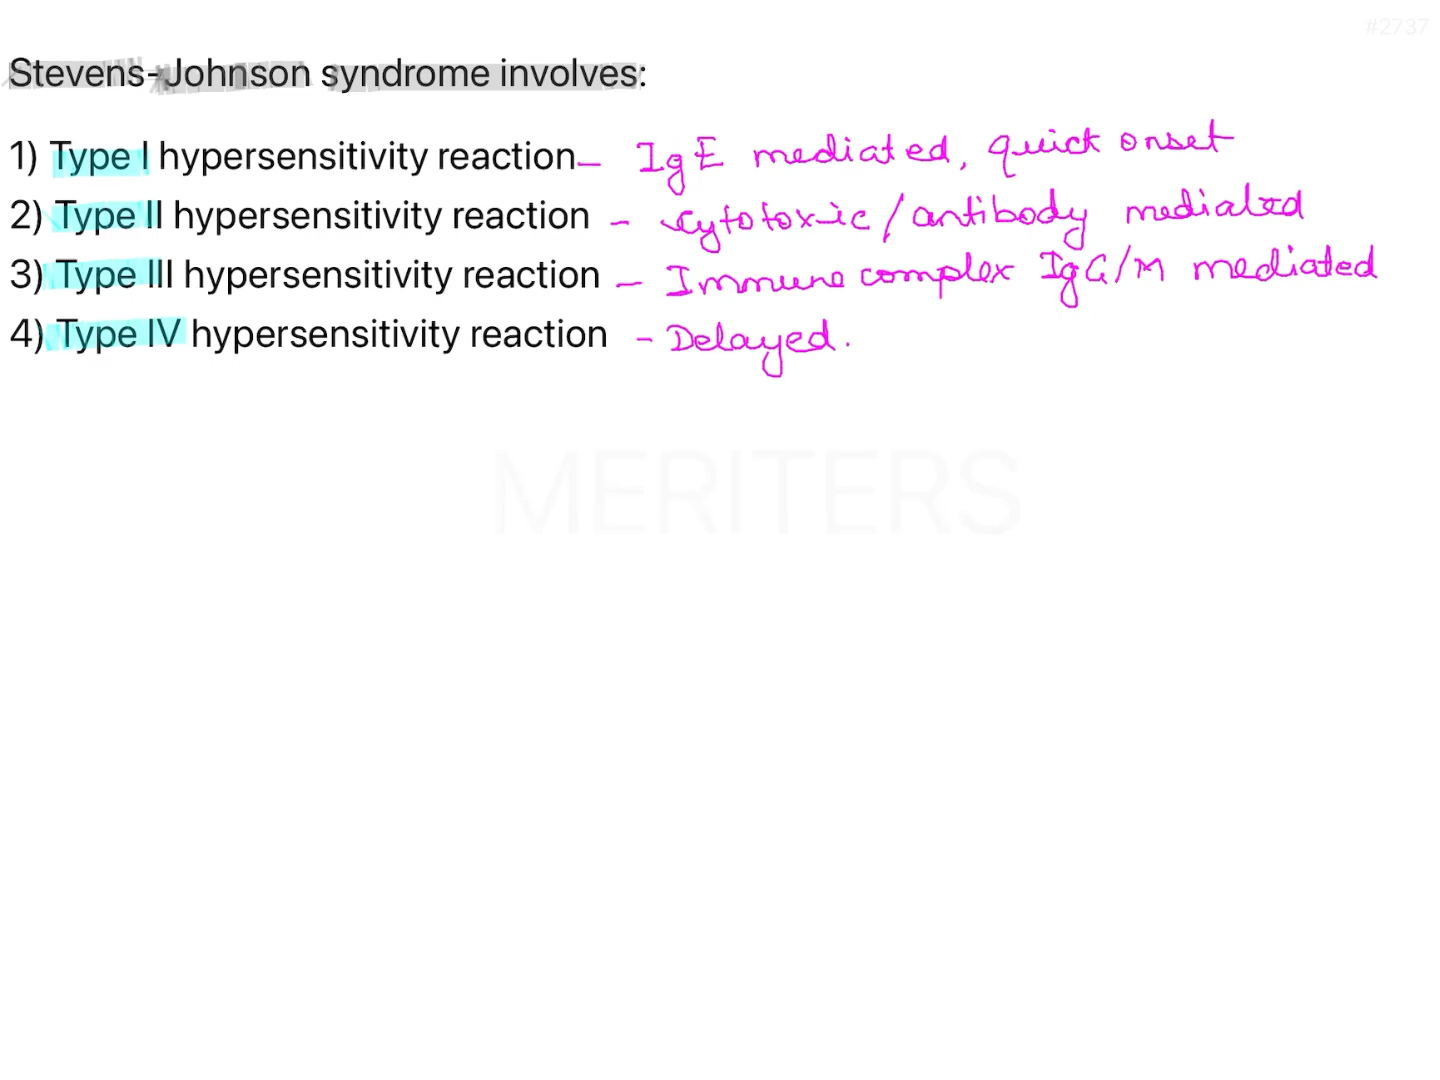 #2737
Stevens-Johnson syndrome involves:
1) Type I hypersensitivity reaction – IgE mediated, quick onset
2) Type II hypersensitivity reaction - cytotoxic/antibody mediated
3) Type III hypersensitivity reaction - Immune complex IgG/M mediated
4) Type IV hypersensitivity reaction - Delayed.
MERITERS